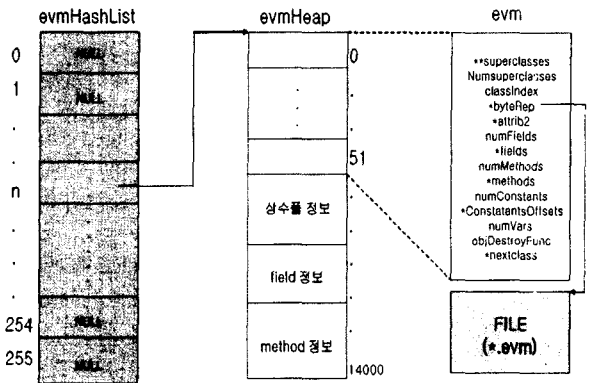 evmHashList
evmHeap
evm
0
NULL
1
NULL
.
.
n
.
.
.
254
NULL
255
NULL
0
.
.
.
.
.
.
51
상수풀 정보
field 정보
method 정보
.
.
.
14000
**superclasses
Numsuperclasses
classIndex
*byteRep
*attrib2
numFields
*fields
numMethods
*methods
numConstants
*ConstatantsOffsets
numVars
objDestroyFunc
*nextclass
FILE
(*.evm)